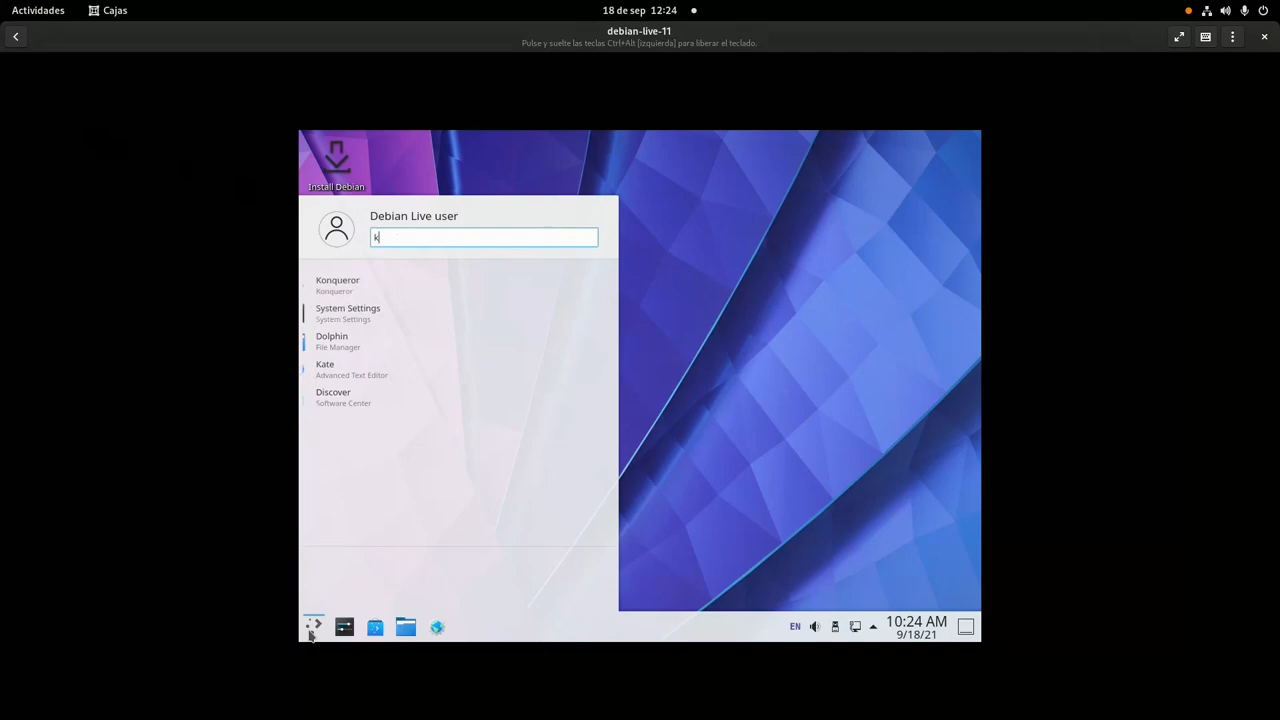 Actividades
Cajas
18 de sep 12:24
debian-live-11
Pulse y suelte las teclas Ctrl+Alt [izquierda] para liberar el teclado.
Install Debian
Debian Live user
k
Konqueror
Konqueror
System Settings
System Settings
Dolphin
File Manager
Kate
Advanced Text Editor
Discover
Software Center
EN
10:24 AM
9/18/21